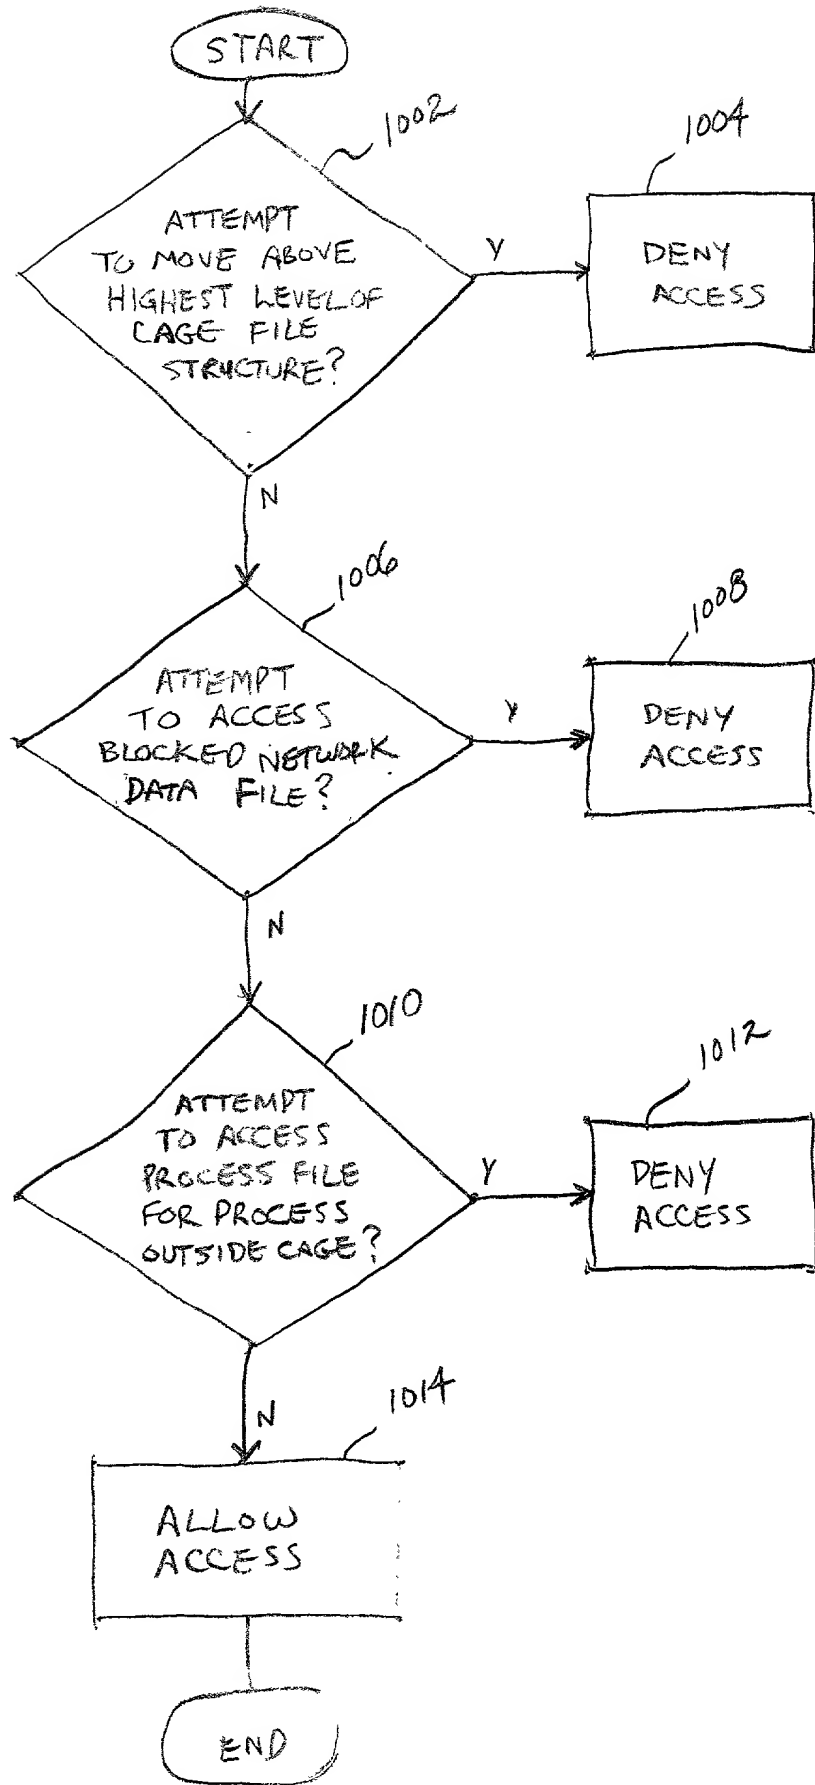 START
1002
ATTEMPT
TO MOVE ABOVE
HIGHEST LEVEL OF
CAGE FILE
STRUCTURE?
Y
1004
DENY
ACCESS
N
1006
ATTEMPT
TO ACCESS
BLOCKED NETWORK
DATA FILE?
Y
1008
DENY
ACCESS
N
1010
ATTEMPT
TO ACCESS
PROCESS FILE
FOR PROCESS
OUTSIDE CAGE?
Y
1012
DENY
ACCESS
N
1014
ALLOW
ACCESS
END